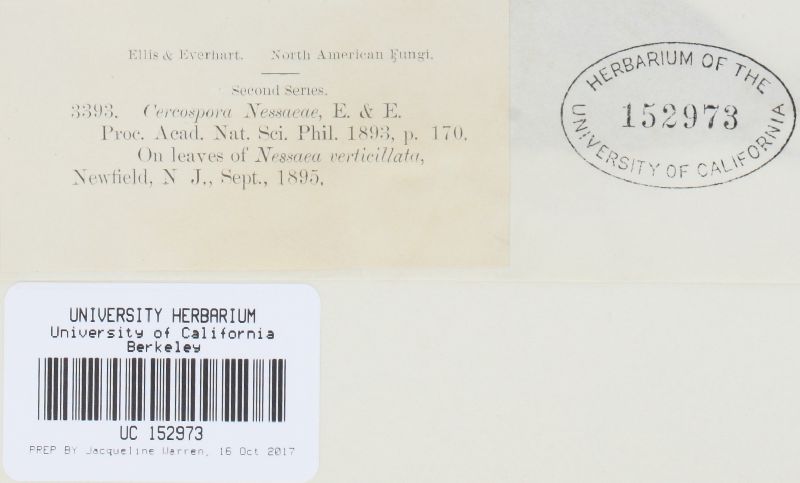 Ellis & Everhart. North American Fungi.
Second Series.
3393. Cercospora Nessaeae, E. & E.
Proc. Acad. Nat. Sci. Phil. 1893, p. 170.
On leaves of Nessaea verticillata,
Newfield, N J., Sept., 1895.
HERBARIUM OF THE
152973
UNIVERSITY OF CALIFORNIA
UNIVERSITY HERBARIUM
University of California
Berkeley
UC 152973
PREP BY Jacqueline Warren, 16 Oct 2017